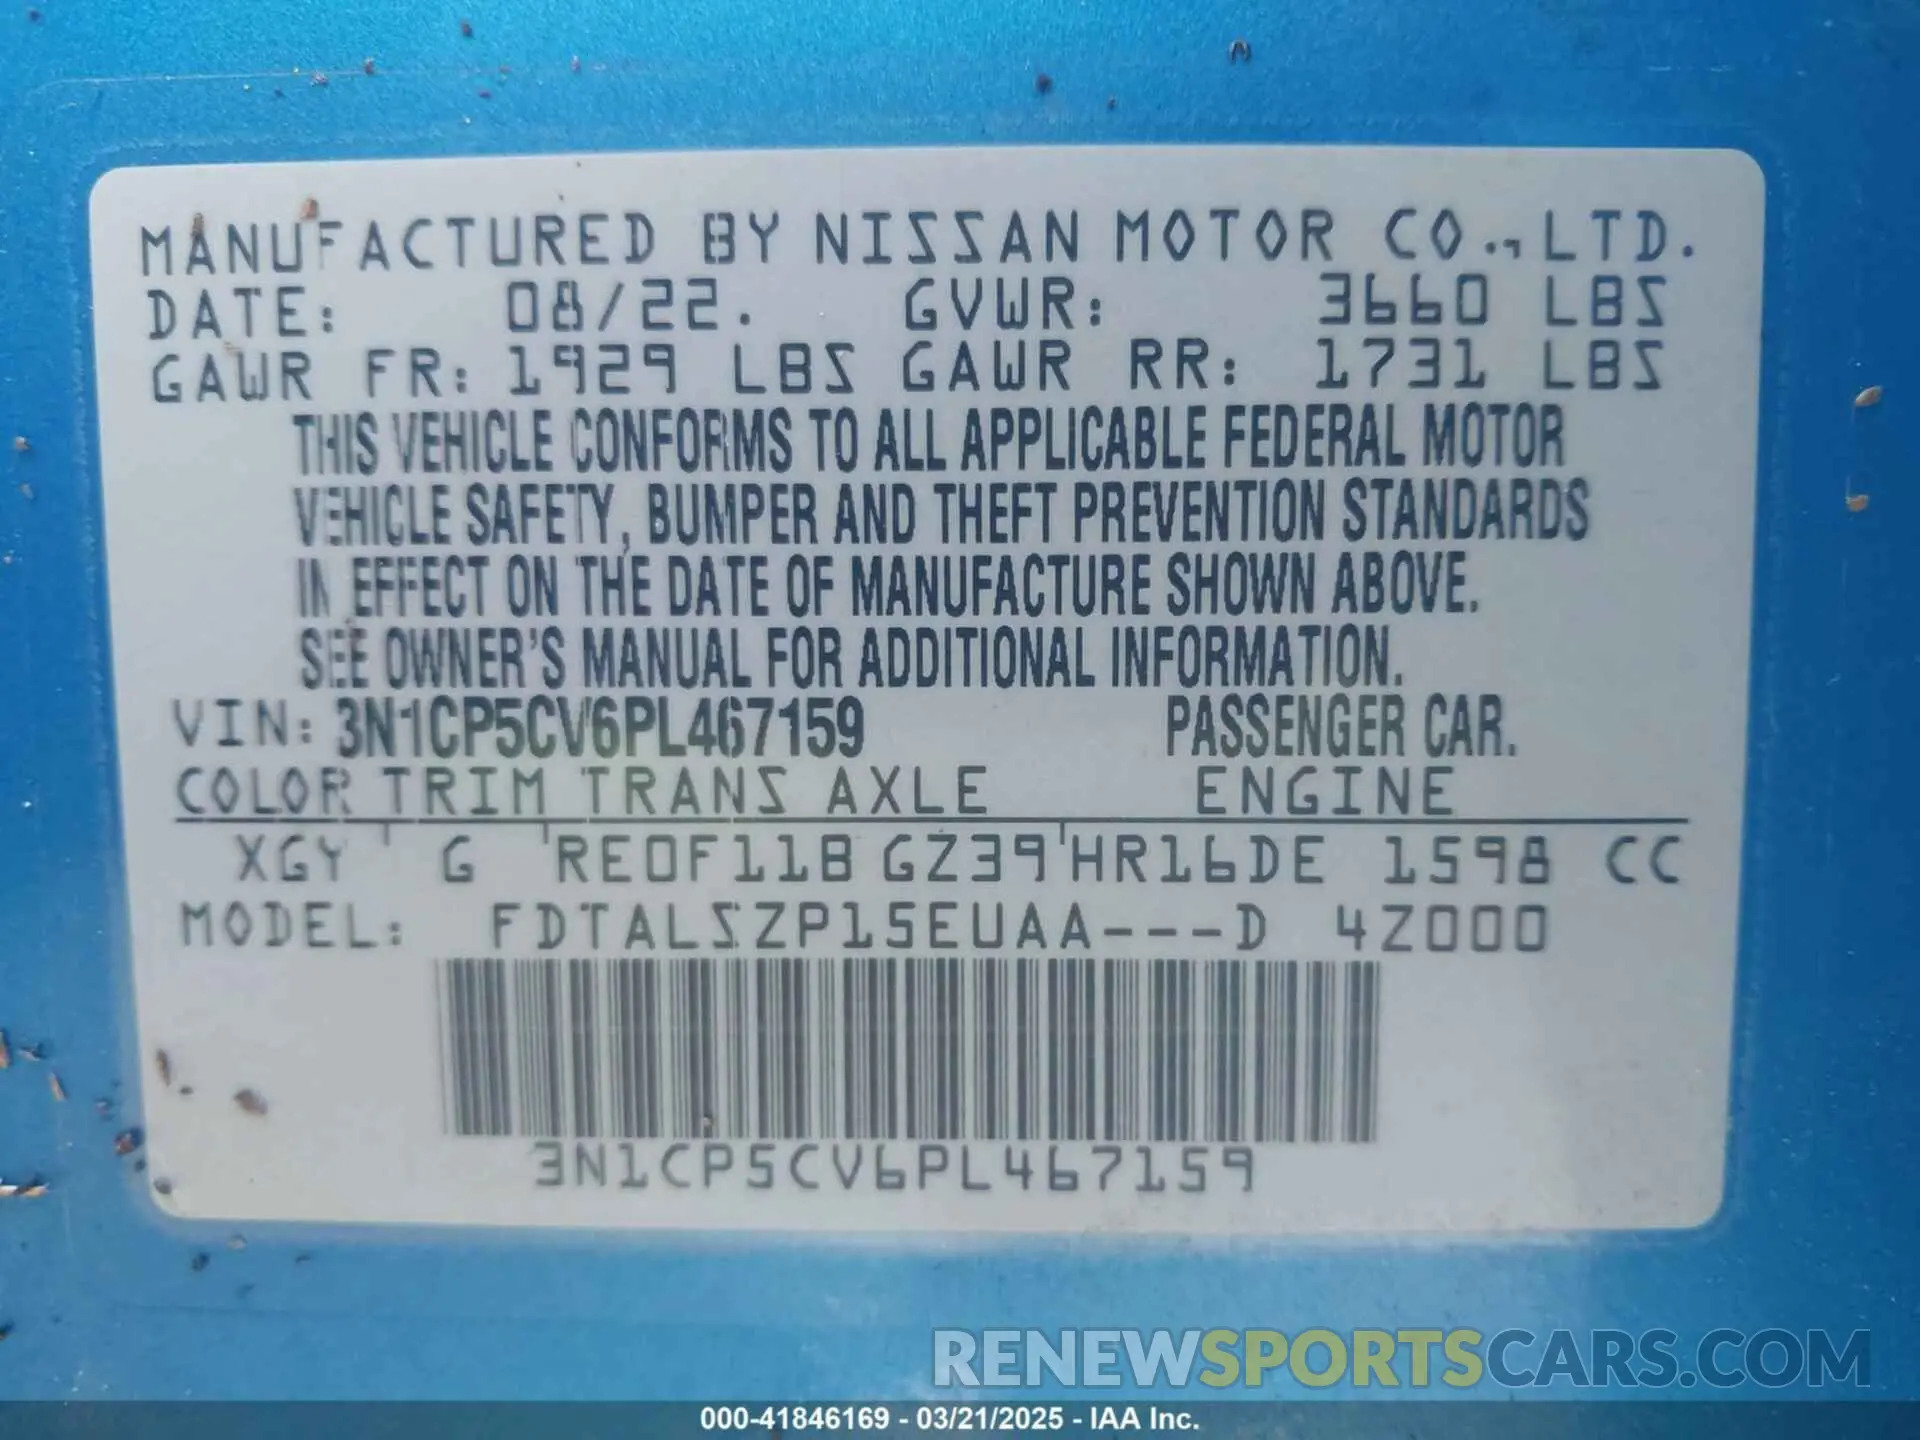 MANUFACTURED BY NISSAN MOTOR CO., LTD.
DATE: 08/22. GVWR: 3660 LBS
GAWR FR: 1929 LBS GAWR RR: 1731 LBS
THIS VEHICLE CONFORMS TO ALL APPLICABLE FEDERAL MOTOR
VEHICLE SAFETY, BUMPER AND THEFT PREVENTION STANDARDS
IN EFFECT ON THE DATE OF MANUFACTURE SHOWN ABOVE.
SEE OWNER'S MANUAL FOR ADDITIONAL INFORMATION.
VIN: 3N1CP5CV6PL467159 PASSENGER CAR.
COLOR TRIM TRANS AXLE ENGINE
XGY G RE0F11B GZ39 HR16DE 1598 CC
MODEL: FDTALSZP15EUAA---D 4Z000
3N1CP5CV6PL467159
RENEWSPORTSCARS.COM
000-41846169 - 03/21/2025 - IAA Inc.